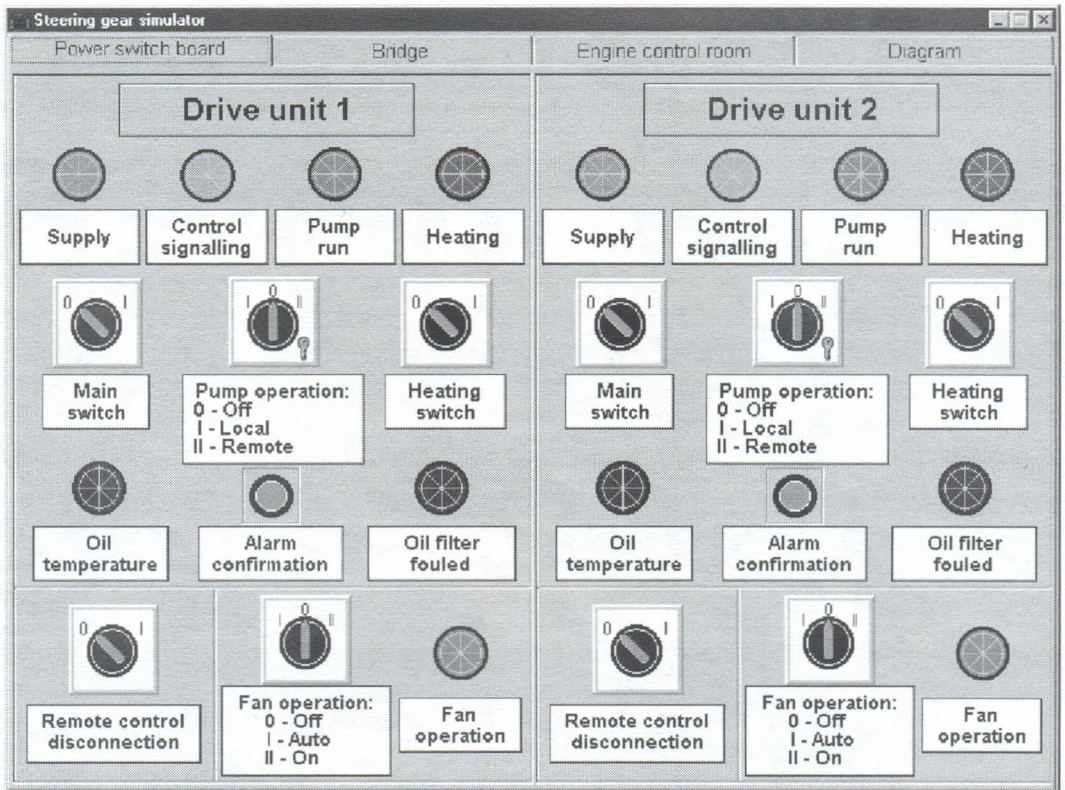 Steering gear simulator
Power switch board
Bridge
Engine control room
Diagram
Drive unit 1
Supply
Control
signalling
Pump
run
Heating
0 I
I 0 II
0 I
Main
switch
Pump operation:
0 - Off
I - Local
II - Remote
Heating
switch
Oil
temperature
Alarm
confirmation
Oil filter
fouled
0 I
Remote control
disconnection
I 0 II
Fan operation:
0 - Off
I - Auto
II - On
Fan
operation
Drive unit 2
Supply
Control
signalling
Pump
run
Heating
0 I
I 0 II
0 I
Main
switch
Pump operation:
0 - Off
I - Local
II - Remote
Heating
switch
Oil
temperature
Alarm
confirmation
Oil filter
fouled
0 I
Remote control
disconnection
I 0 II
Fan operation:
0 - Off
I - Auto
II - On
Fan
operation